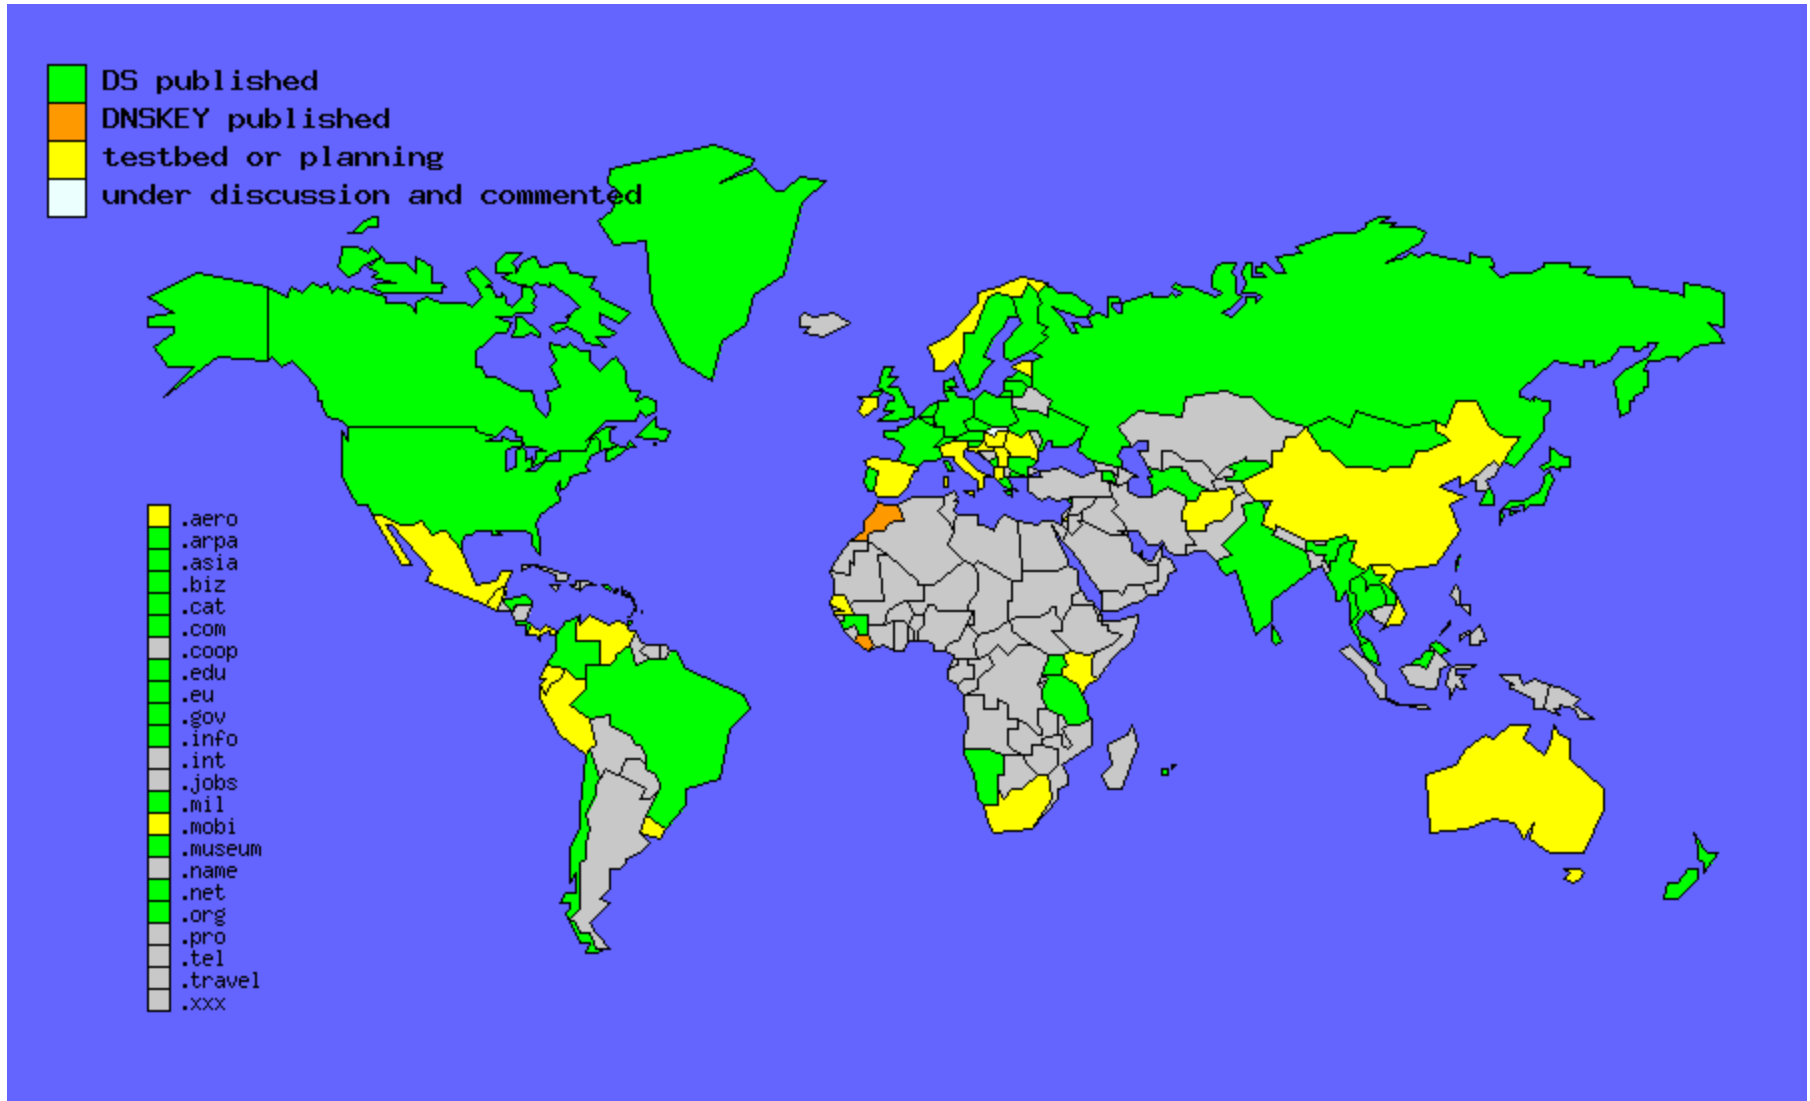 DS published
DNSKEY published
testbed or planning
under discussion and commented
.aero
.arpa
.asia
.biz
.cat
.com
.coop
.edu
.eu
.gov
.info
.int
.jobs
.mil
.mobi
.museum
.name
.net
.org
.pro
.tel
.travel
.xxx